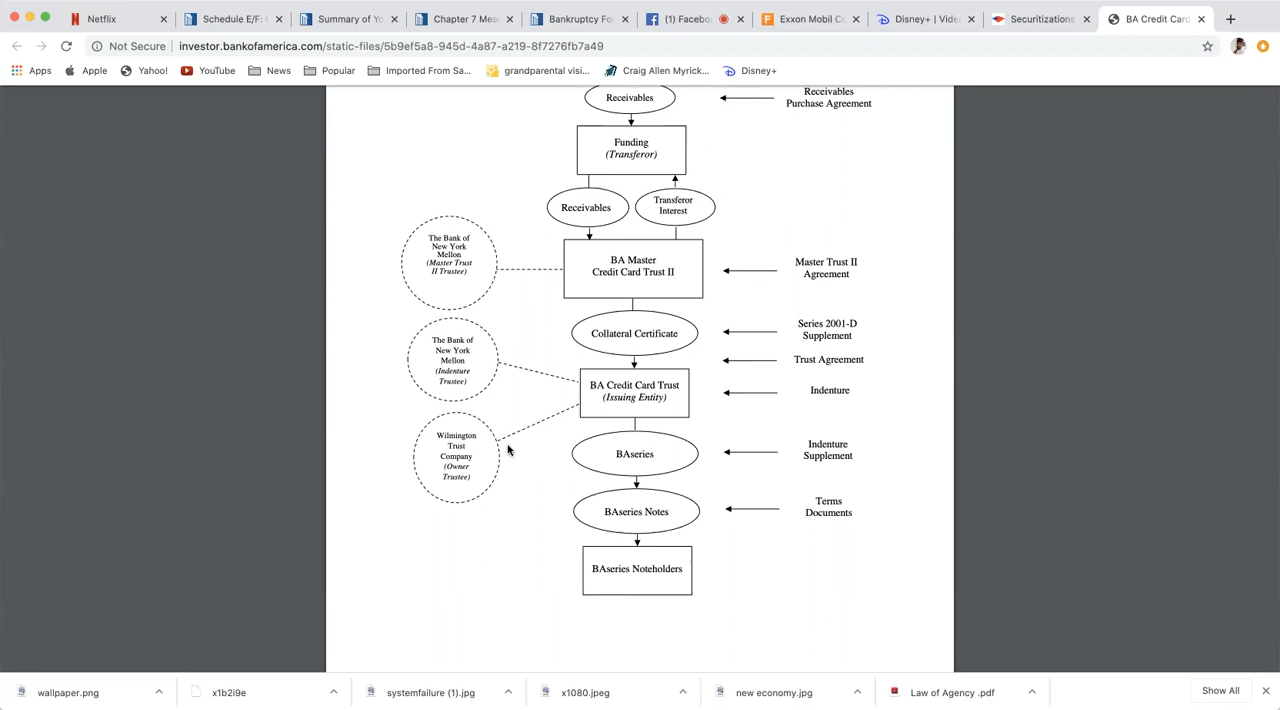 Netflix
Schedule E/F:
Summary of Yo
Chapter 7 Mea
Bankruptcy For
(1) Facebo
Exxon Mobil Co
Disney+ | Video
Securitizations
BA Credit Card
Not Secure
investor.bankofamerica.com/static-files/5b9ef5a8-945d-4a87-a219-8f7276fb7a49
Apps
Apple
Yahoo!
YouTube
News
Popular
Imported From Sa...
grandparental visi...
Craig Allen Myrick...
Disney+
Receivables
Receivables
Purchase Agreement
Funding
(Transferor)
Receivables
Transferor
Interest
The Bank of
New York
Mellon
(Master Trust
II Trustee)
BA Master
Credit Card Trust II
Master Trust II
Agreement
Collateral Certificate
Series 2001-D
Supplement
The Bank of
New York
Mellon
(Indenture
Trustee)
Trust Agreement
BA Credit Card Trust
(Issuing Entity)
Indenture
Wilmington
Trust
Company
(Owner
Trustee)
BAseries
Indenture
Supplement
BAseries Notes
Terms
Documents
BAseries Noteholders
wallpaper.png
x1b2i9e
systemfailure (1).jpg
x1080.jpeg
new economy.jpg
Law of Agency .pdf
Show All